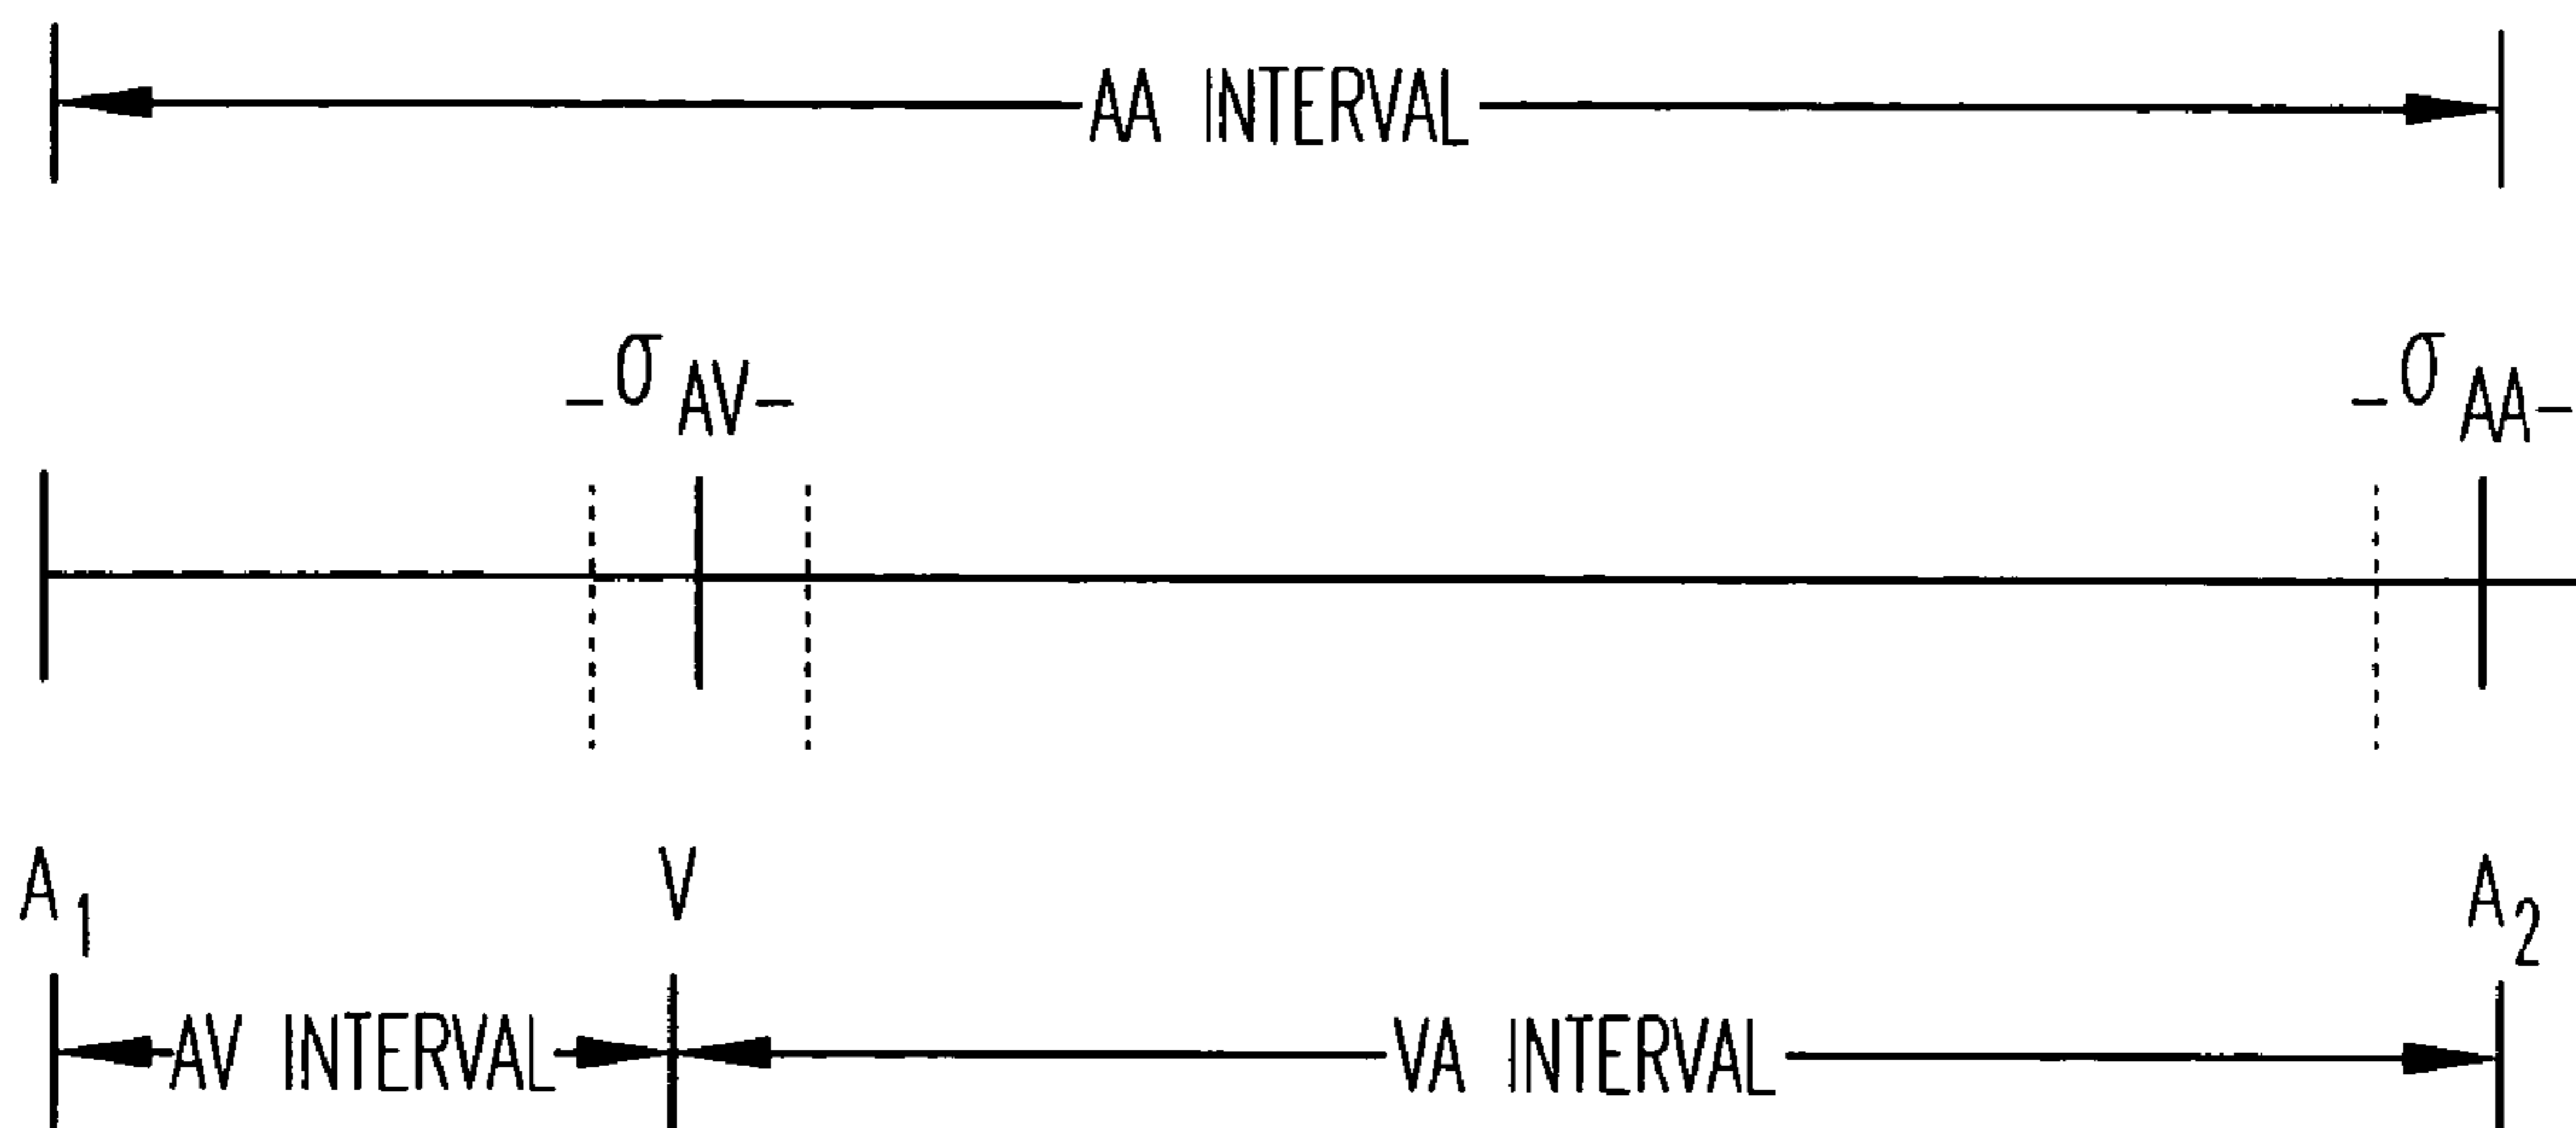 AA INTERVAL
-σ AV- -σ AA-
A1 V A2
AV INTERVAL VA INTERVAL